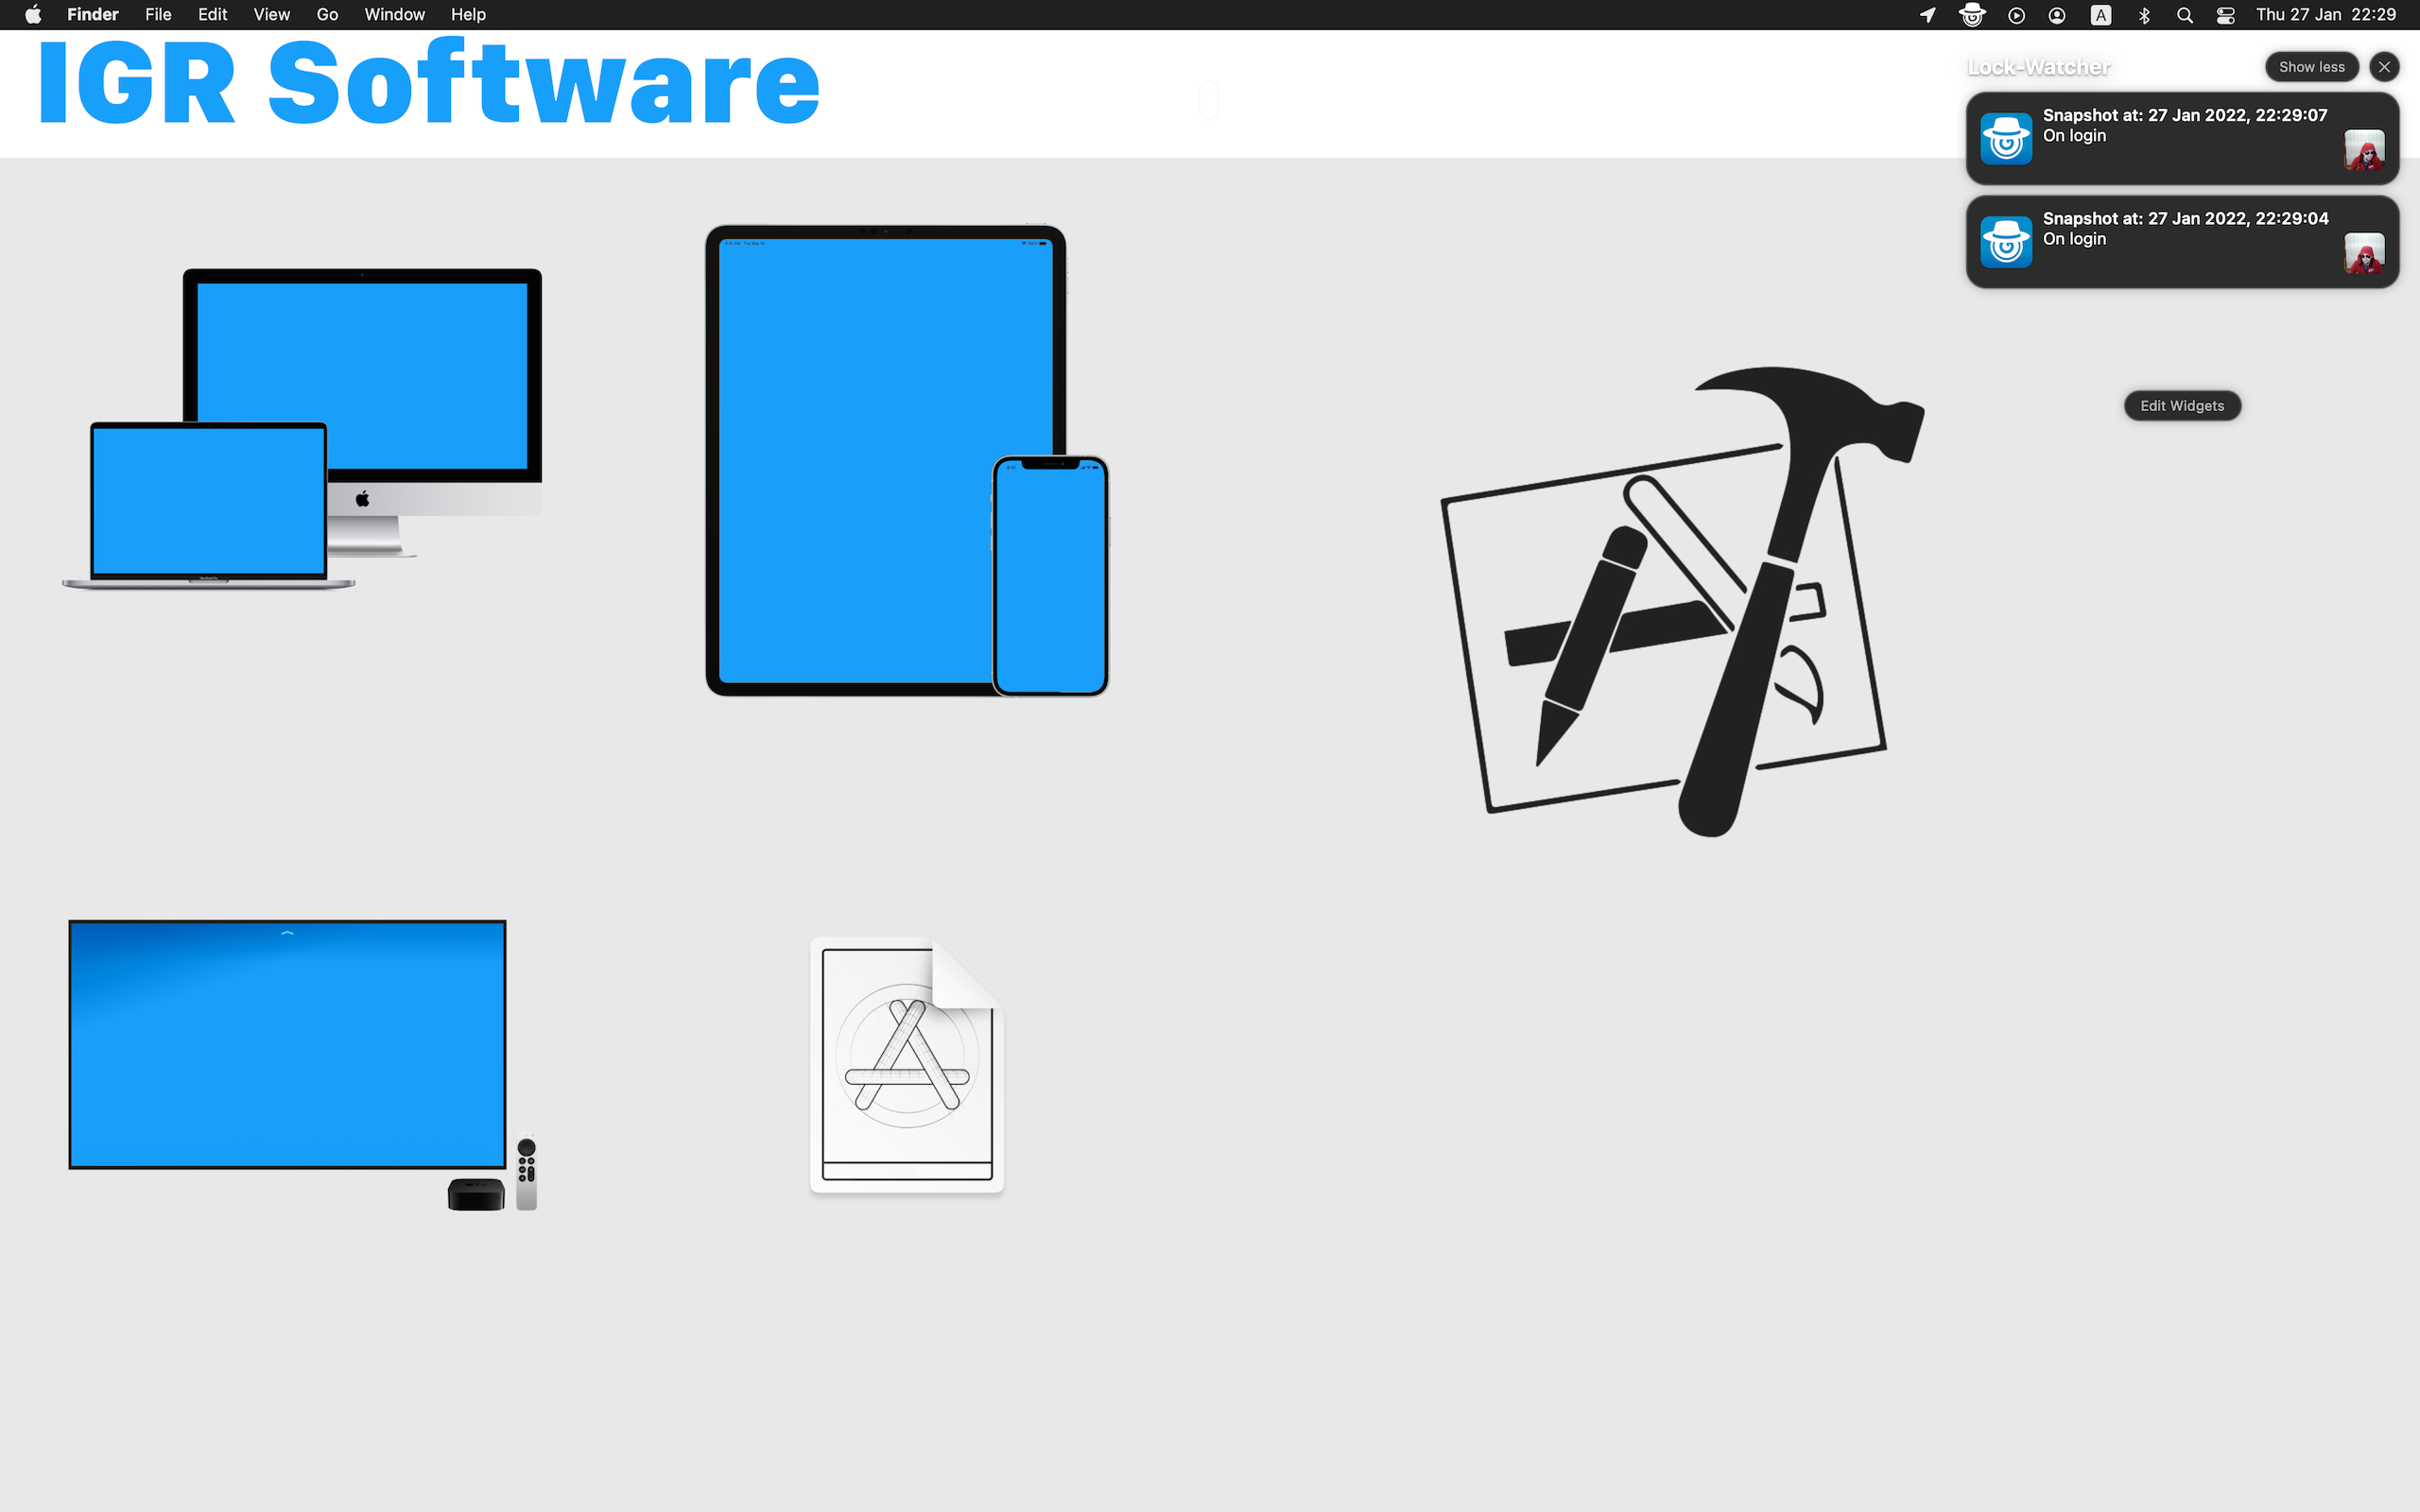 Finder File Edit View Go Window Help
A Thu 27 Jan 22:29
IGR Software
Lock-Watcher Show less
Snapshot at: 27 Jan 2022, 22:29:07
On login
Snapshot at: 27 Jan 2022, 22:29:04
On login
Edit Widgets